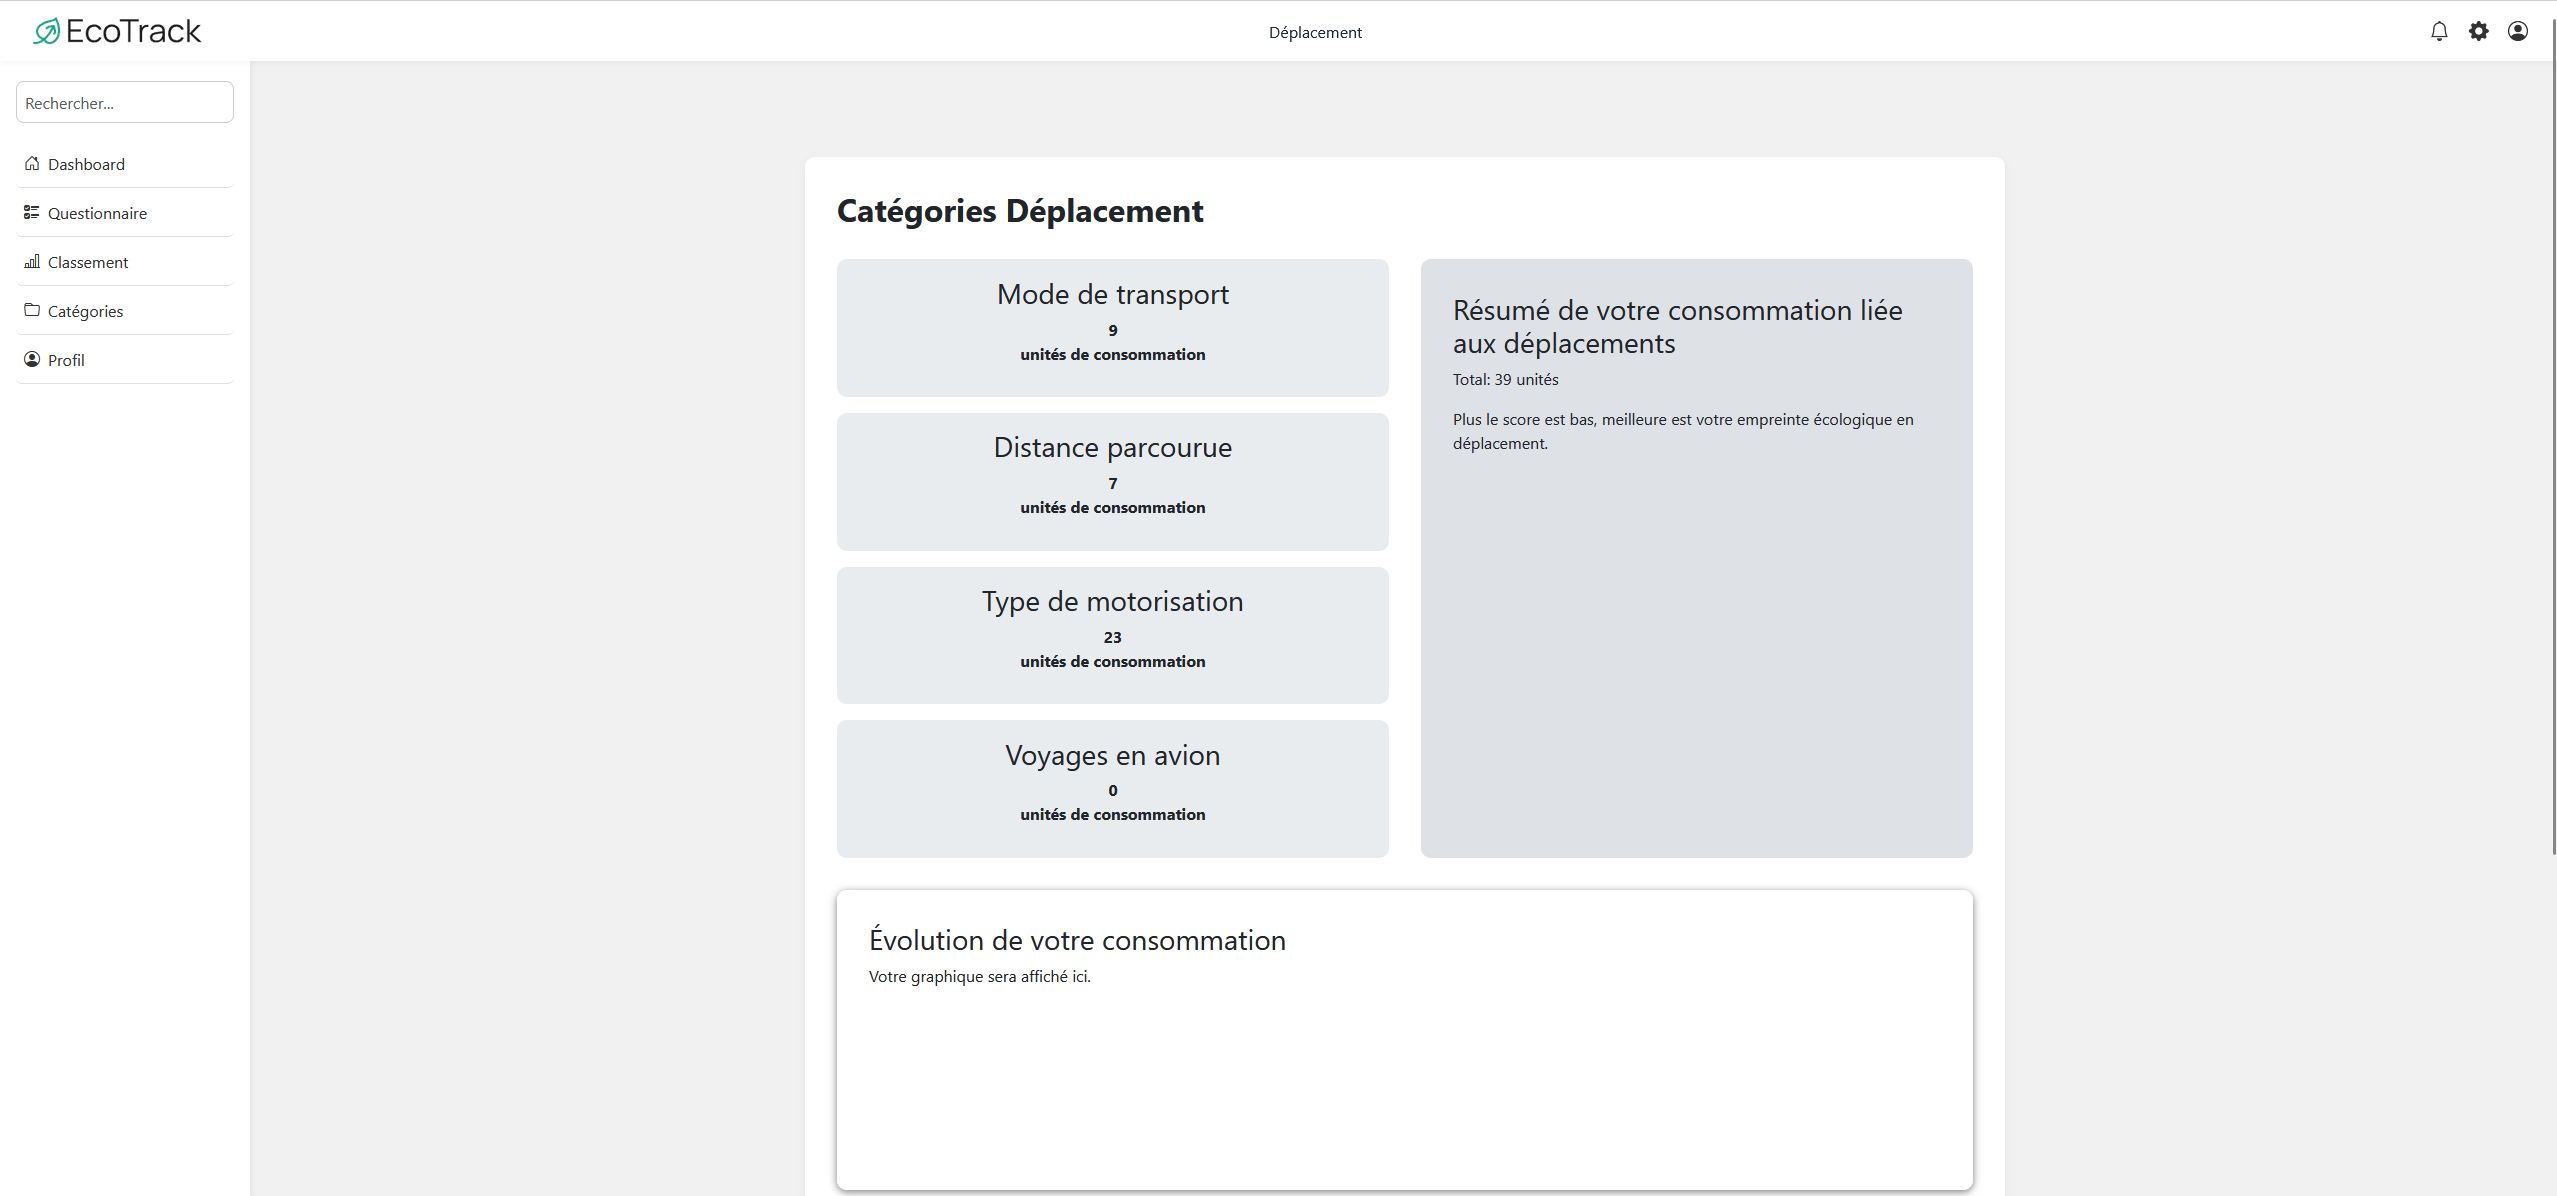 EcoTrack
Déplacement
Rechercher...
Dashboard
Questionnaire
Classement
Catégories
Profil
Catégories Déplacement
Mode de transport
9
unités de consommation
Distance parcourue
7
unités de consommation
Type de motorisation
23
unités de consommation
Voyages en avion
0
unités de consommation
Résumé de votre consommation liée
aux déplacements
Total: 39 unités
Plus le score est bas, meilleure est votre empreinte écologique en
déplacement.
Évolution de votre consommation
Votre graphique sera affiché ici.